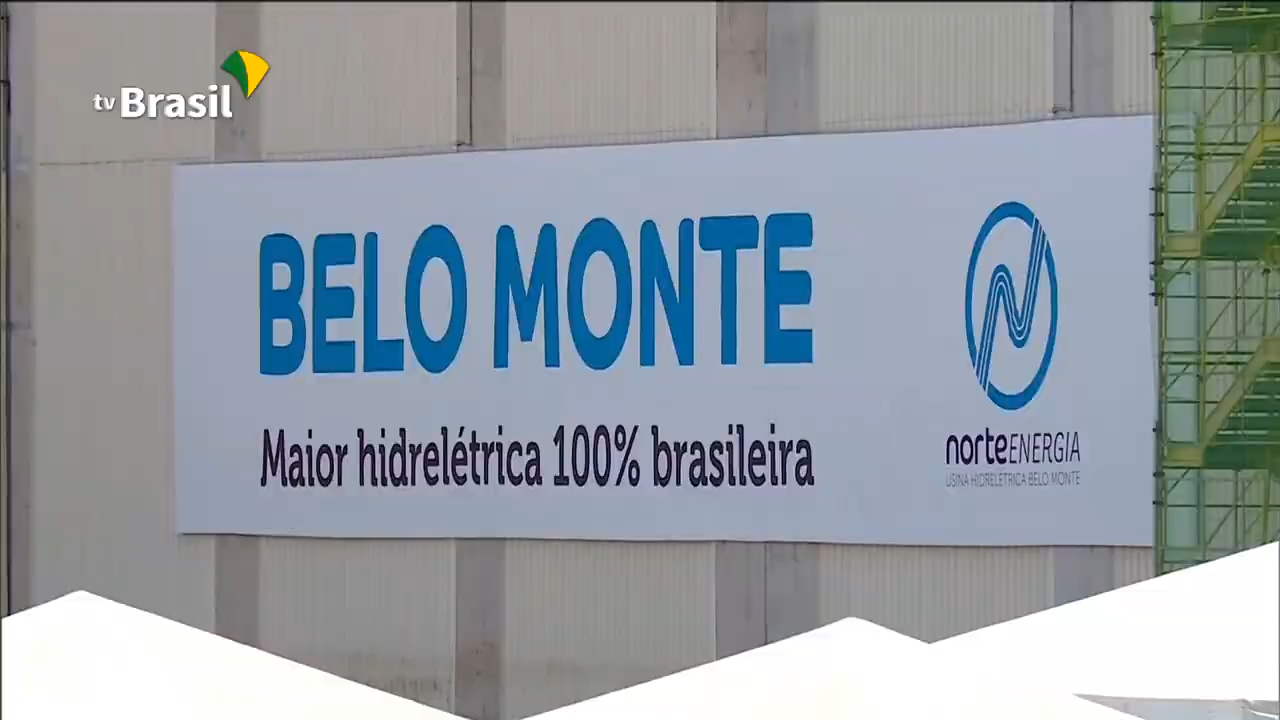 tv Brasil
BELO MONTE
Maior hidrelétrica 100% brasileira
norteENERGIA
USINA HIDRELÉTRICA BELO MONTE